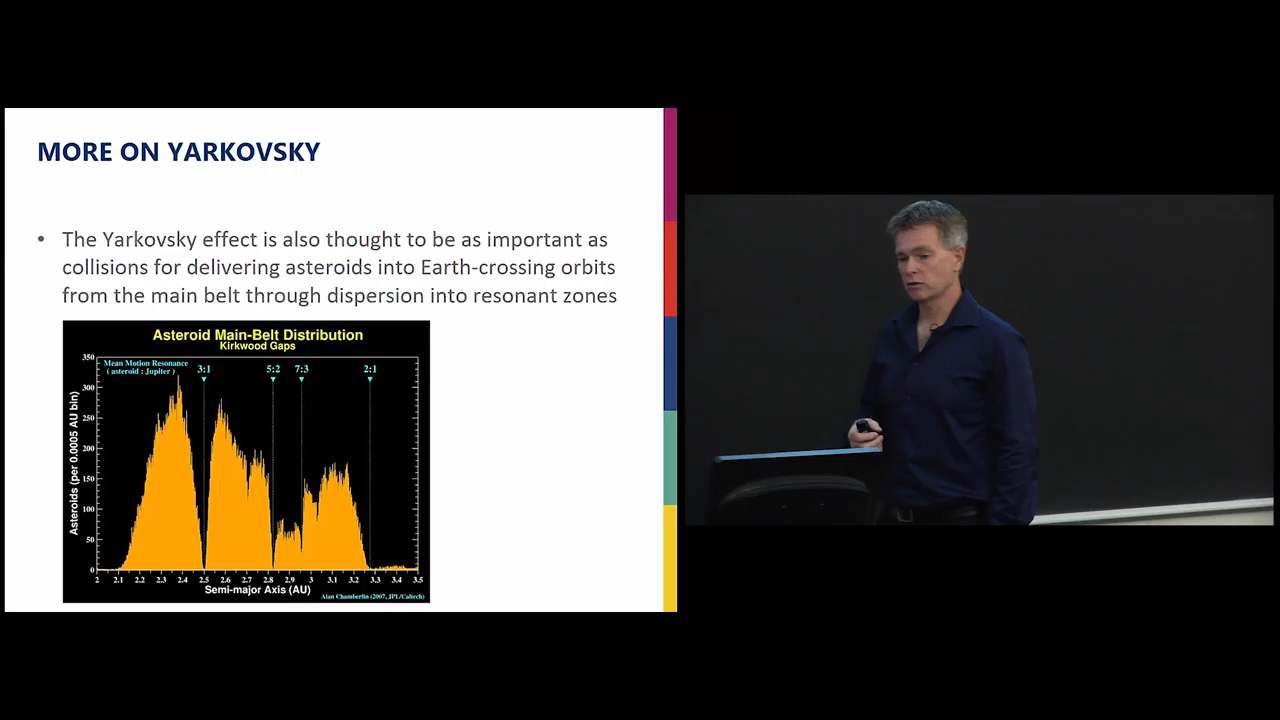 MORE ON YARKOVSKY
• The Yarkovsky effect is also thought to be as important as
collisions for delivering asteroids into Earth-crossing orbits
from the main belt through dispersion into resonant zones
Asteroid Main-Belt Distribution
Kirkwood Gaps
Mean Motion Resonance
( asteroid : Jupiter )
3:1 5:2 7:3 2:1
Asteroids (per 0.0005 AU bin)
350
300
250
200
150
100
50
0
2 2.1 2.2 2.3 2.4 2.5 2.6 2.7 2.8 2.9 3 3.1 3.2 3.3 3.4 3.5
Semi-major Axis (AU)
Alan Chamberlin (2007, JPL/Caltech)